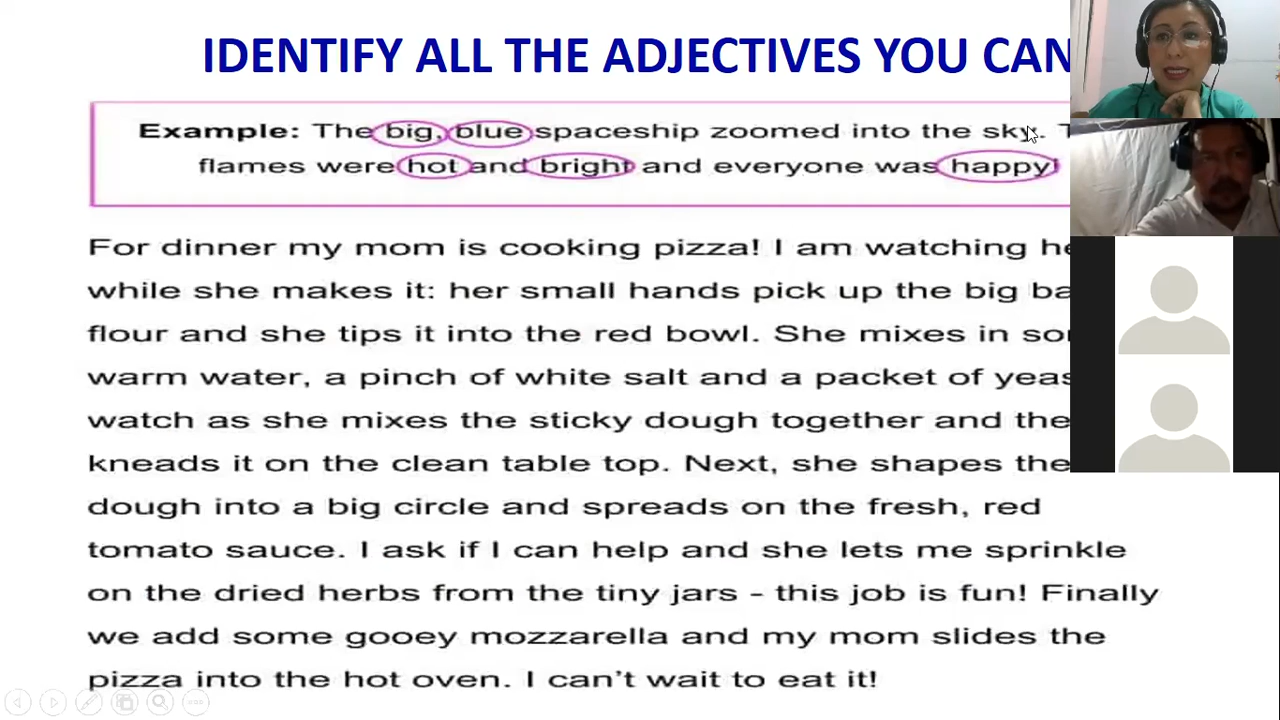 IDENTIFY ALL THE ADJECTIVES YOU CAN
Example: The big, blue spaceship zoomed into the sky.
flames were hot and bright and everyone was happy!
For dinner my mom is cooking pizza! I am watching
while she makes it: her small hands pick up the big
flour and she tips it into the red bowl. She mixes in
warm water, a pinch of white salt and a packet of
watch as she mixes the sticky dough together and
kneads it on the clean table top. Next, she shapes the
dough into a big circle and spreads on the fresh, red
tomato sauce. I ask if I can help and she lets me sprinkle
on the dried herbs from the tiny jars - this job is fun! Finally
we add some gooey mozzarella and my mom slides the
pizza into the hot oven. I can't wait to eat it!